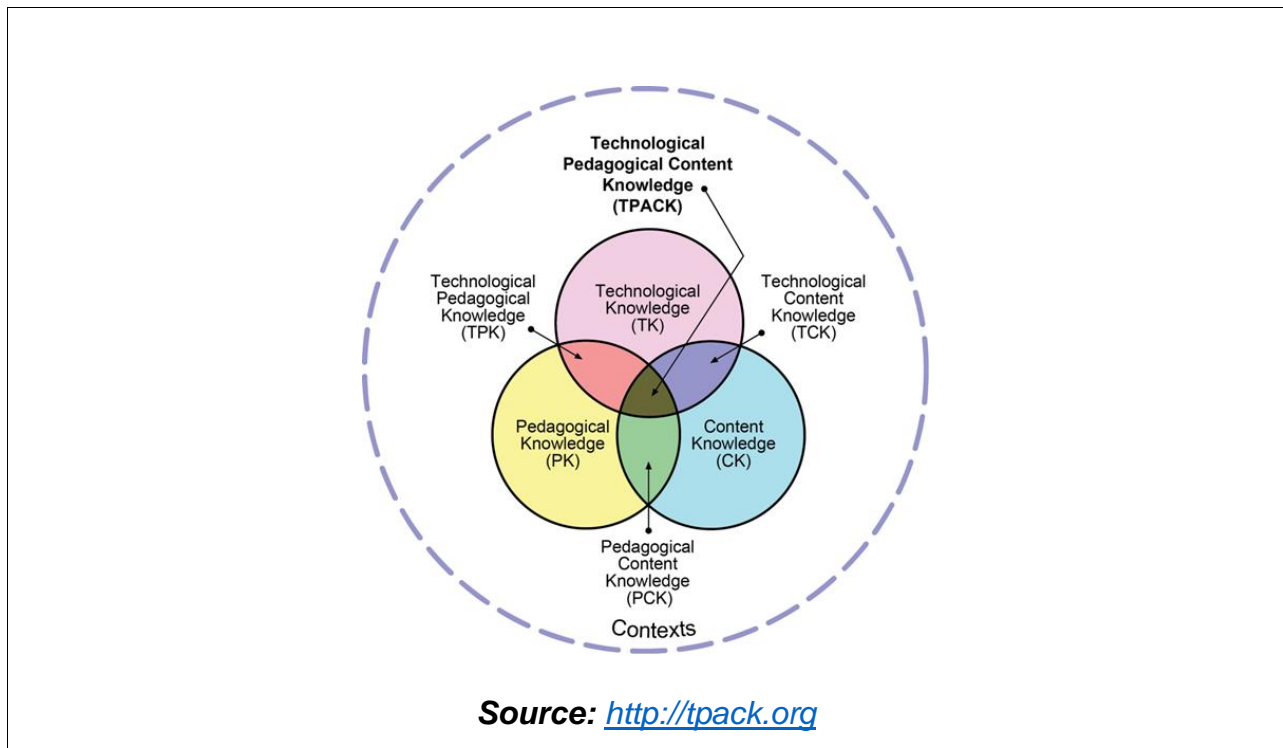 Technological
Pedagogical Content
Knowledge
(TPACK)
Technological
Pedagogical
Knowledge
(TPK)
Technological
Knowledge
(TK)
Technological
Content
Knowledge
(TCK)
Pedagogical
Knowledge
(PK)
Content
Knowledge
(CK)
Pedagogical
Content
Knowledge
(PCK)
Contexts
Source: http://tpack.org